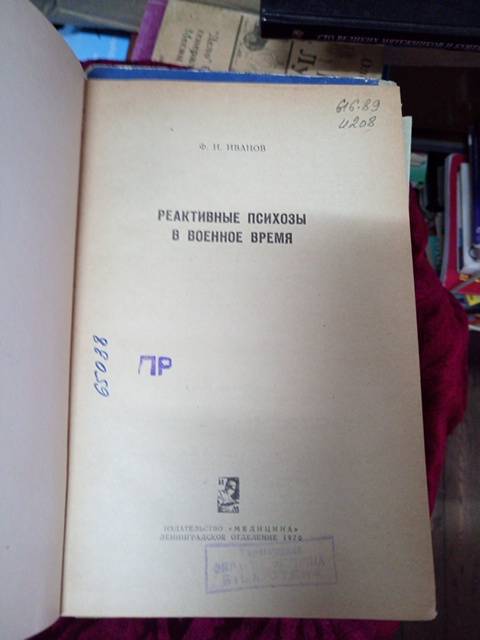 616-89
И208
Ф. И. ИВАНОВ
РЕАКТИВНЫЕ ПСИХОЗЫ
В ВОЕННОЕ ВРЕМЯ
65088
ПР
ИЗДАТЕЛЬСТВО «МЕДИЦИНА»
ЛЕНИНГРАДСКОЕ ОТДЕЛЕНИЕ 1970